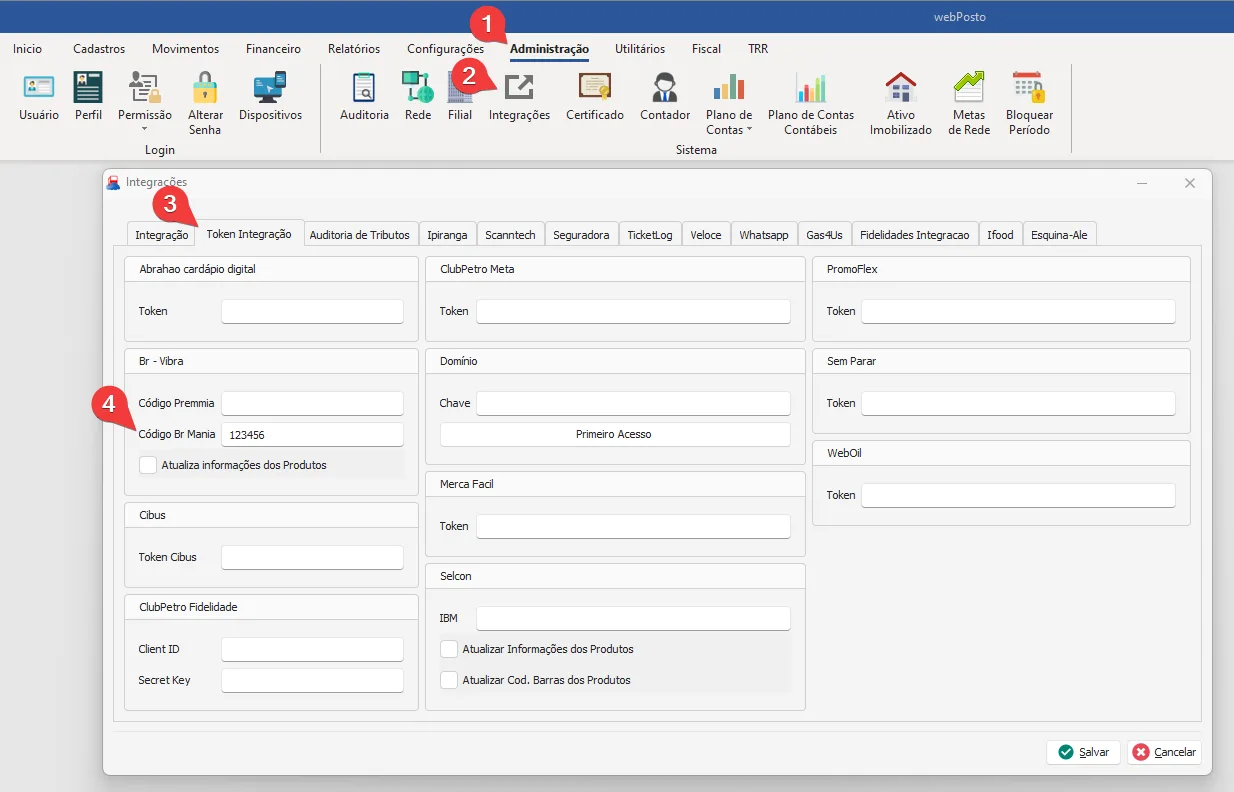 webPosto
1
Inicio Cadastros Movimentos Financeiro Relatórios Configurações Administração Utilitários Fiscal TRR
2
Usuário Perfil Permissão Alterar Senha Dispositivos Auditoria Rede Filial Integrações Certificado Contador Plano de Contas Plano de Contas Contábeis Ativo Imobilizado Metas de Rede Bloquear Período
Login Sistema
Integrações
3
Integração Token Integração Auditoria de Tributos Ipiranga Scanntech Seguradora TicketLog Veloce Whatsapp Gas4Us Fidelidades Integracao Ifood Esquina-Ale
Abrahao cardápio digital
Token
Br - Vibra
Código Premmia
4
Código Br Mania 123456
Atualiza informações dos Produtos
Cibus
Token Cibus
ClubPetro Fidelidade
Client ID
Secret Key
ClubPetro Meta
Token
Domínio
Chave
Primeiro Acesso
Merca Facil
Token
Selcon
IBM
Atualizar Informações dos Produtos
Atualizar Cod. Barras dos Produtos
PromoFlex
Token
Sem Parar
Token
WebOil
Token
Salvar Cancelar